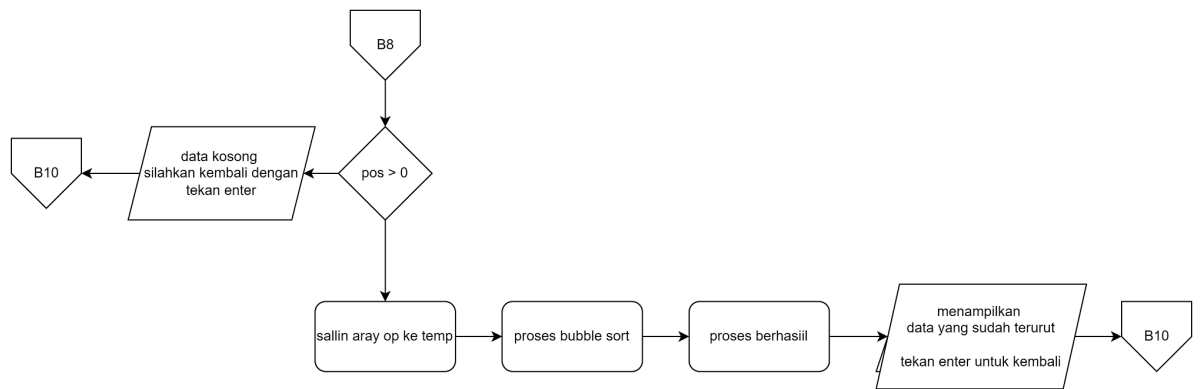 B8
B10
data kosong
silahkan kembali dengan
tekan enter
pos > 0
sallin aray op ke temp
proses bubble sort
proses berhasiil
menampilkan
data yang sudah terurut
tekan enter untuk kembali
B10